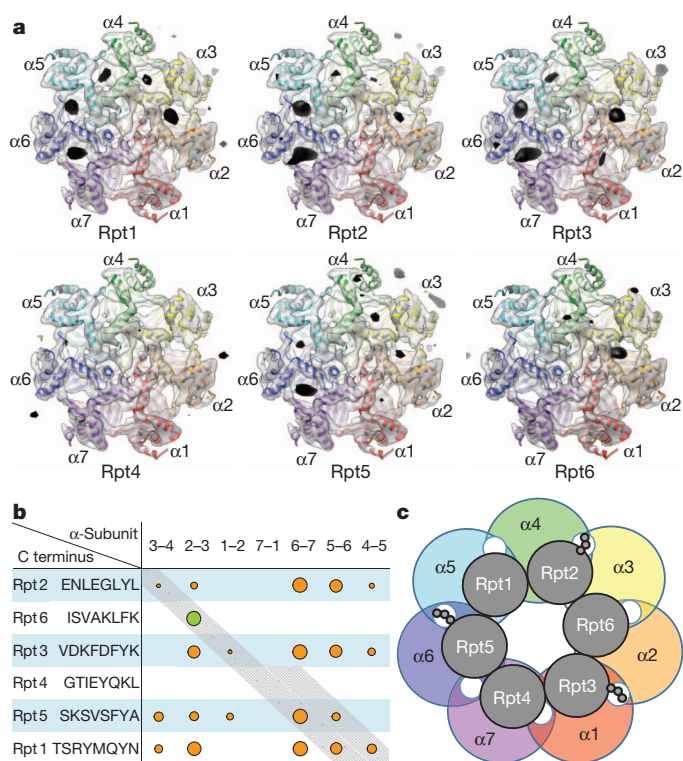 a
α4
α5
α3
α6
α2
α7
α1
Rpt1
α4
α5
α3
α6
α2
α7
α1
Rpt2
α4
α5
α3
α6
α2
α7
α1
Rpt3
α4
α5
α3
α6
α2
α7
α1
Rpt4
α4
α5
α3
α6
α2
α7
α1
Rpt5
α4
α5
α3
α6
α2
α7
α1
Rpt6
b
α-Subunit
C terminus
3–4 2–3 1–2 7–1 6–7 5–6 4–5
Rpt2 ENLEGLYL
Rpt6 ISVAKLFK
Rpt3 VDKFDFYK
Rpt4 GTIEYQKL
Rpt5 SKSVSFYA
Rpt1 TSRYMQYN
c
α4
α5
α3
Rpt1
Rpt2
Rpt6
α6
Rpt5
α2
Rpt4
Rpt3
α7
α1